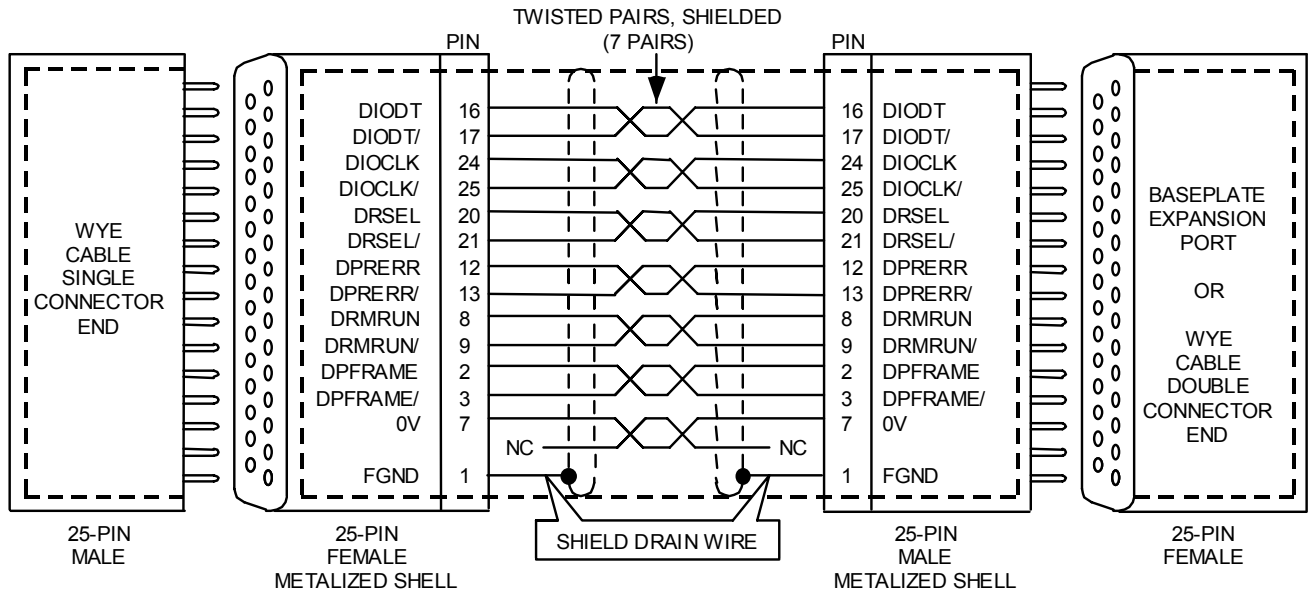 TWISTED PAIRS, SHIELDED
(7 PAIRS)
PIN
PIN
WYE
CABLE
SINGLE
CONNECTOR
END
DIODT 16
DIODT/ 17
DIOCLK 24
DIOCLK/ 25
DRSEL 20
DRSEL/ 21
DPRERR 12
DPRERR/ 13
DRMRUN 8
DRMRUN/ 9
DPFRAME 2
DPFRAME/ 3
0V 7
FGND 1
NC
NC
16 DIODT
17 DIODT/
24 DIOCLK
25 DIOCLK/
20 DRSEL
21 DRSEL/
12 DPRERR
13 DPRERR/
8 DRMRUN
9 DRMRUN/
2 DPFRAME
3 DPFRAME/
7 0V
1 FGND
BASEPLATE
EXPANSION
PORT
OR
WYE
CABLE
DOUBLE
CONNECTOR
END
SHIELD DRAIN WIRE
25-PIN
MALE
25-PIN
FEMALE
METALIZED SHELL
25-PIN
MALE
METALIZED SHELL
25-PIN
FEMALE